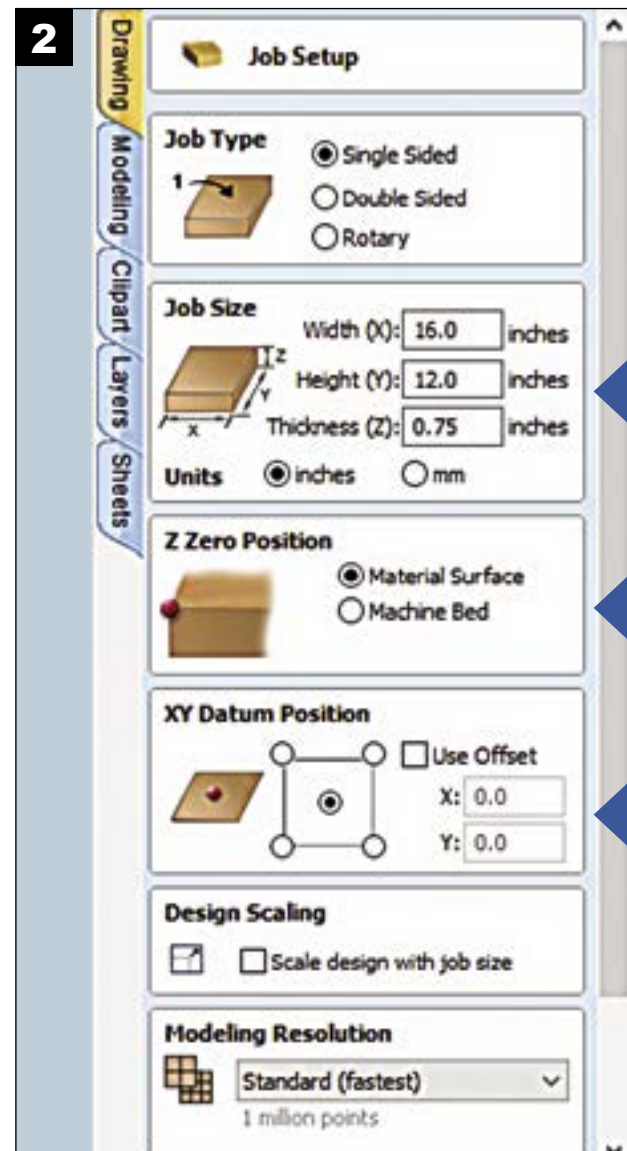 2
Drawing
Modeling
Clipart
Layers
Sheets
Job Setup
Job Type
1
Single Sided
Double Sided
Rotary
Job Size
Width (X): 16.0 inches
Z
Height (Y): 12.0 inches
Y
Thickness (Z): 0.75 inches
X
Units inches mm
Z Zero Position
Material Surface
Machine Bed
XY Datum Position
Use Offset
X: 0.0
Y: 0.0
Design Scaling
Scale design with job size
Modeling Resolution
Standard (fastest)
1 million points